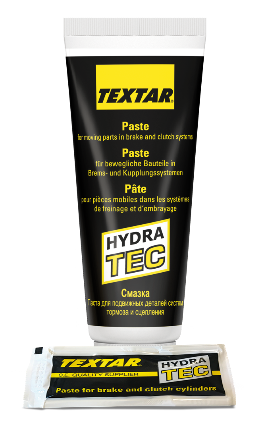 TEXTAR
Paste
for moving parts in brake and clutch systems
Paste
für bewegliche Bauteile in
Brems- und Kupplungssystemen
Pâte
pour pièces mobiles dans les systèmes
de freinage et d'embrayage
HYDRA
TEC
Смазка
Паста для подвижных деталей систем
тормоза и сцепления
TEXTAR
O.E. QUALITY SUPPLIER
HYDRA
TEC
Paste for brake and clutch cylinders